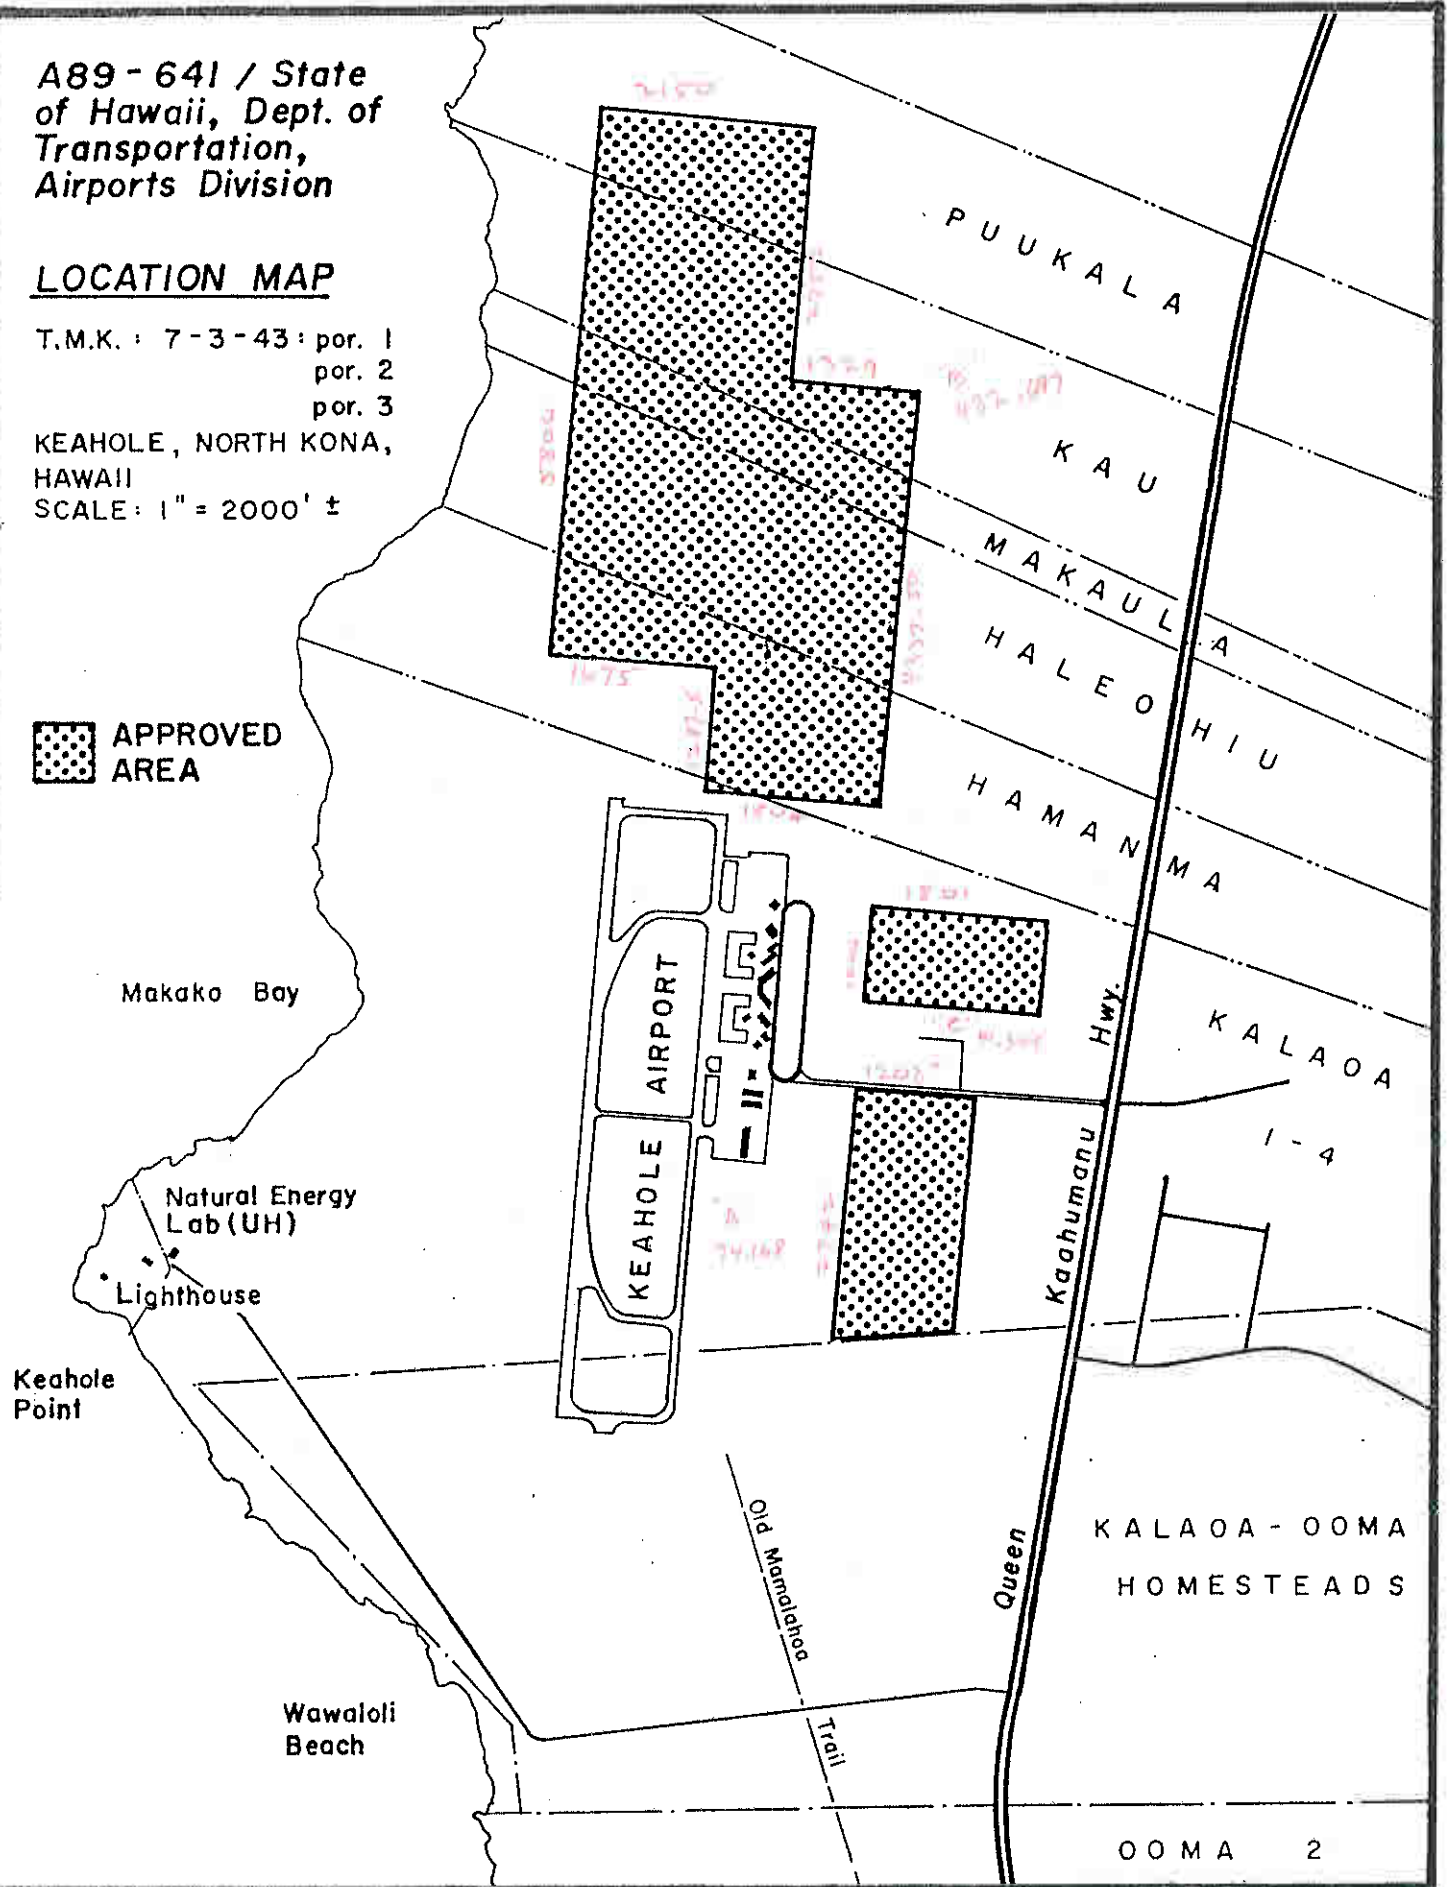 A89-641 / State
of Hawaii, Dept. of
Transportation,
Airports Division
LOCATION MAP
T.M.K. : 7-3-43 : por. 1
por. 2
por. 3
KEAHOLE, NORTH KONA,
HAWAII
SCALE: 1" = 2000' ±
APPROVED
AREA
2150
PUUKALA
KAU
MAKAULA
HALEOHIU
1675
HAMANAMA
1801
KALAOA
1-4
Makako Bay
KEAHOLE AIRPORT
Natural Energy
Lab (UH)
Lighthouse
Keahole
Point
Queen Kaahumanu Hwy.
Old Mamalahoa Trail
KALAOA-OOMA
HOMESTEADS
Wawaloli
Beach
OOMA 2